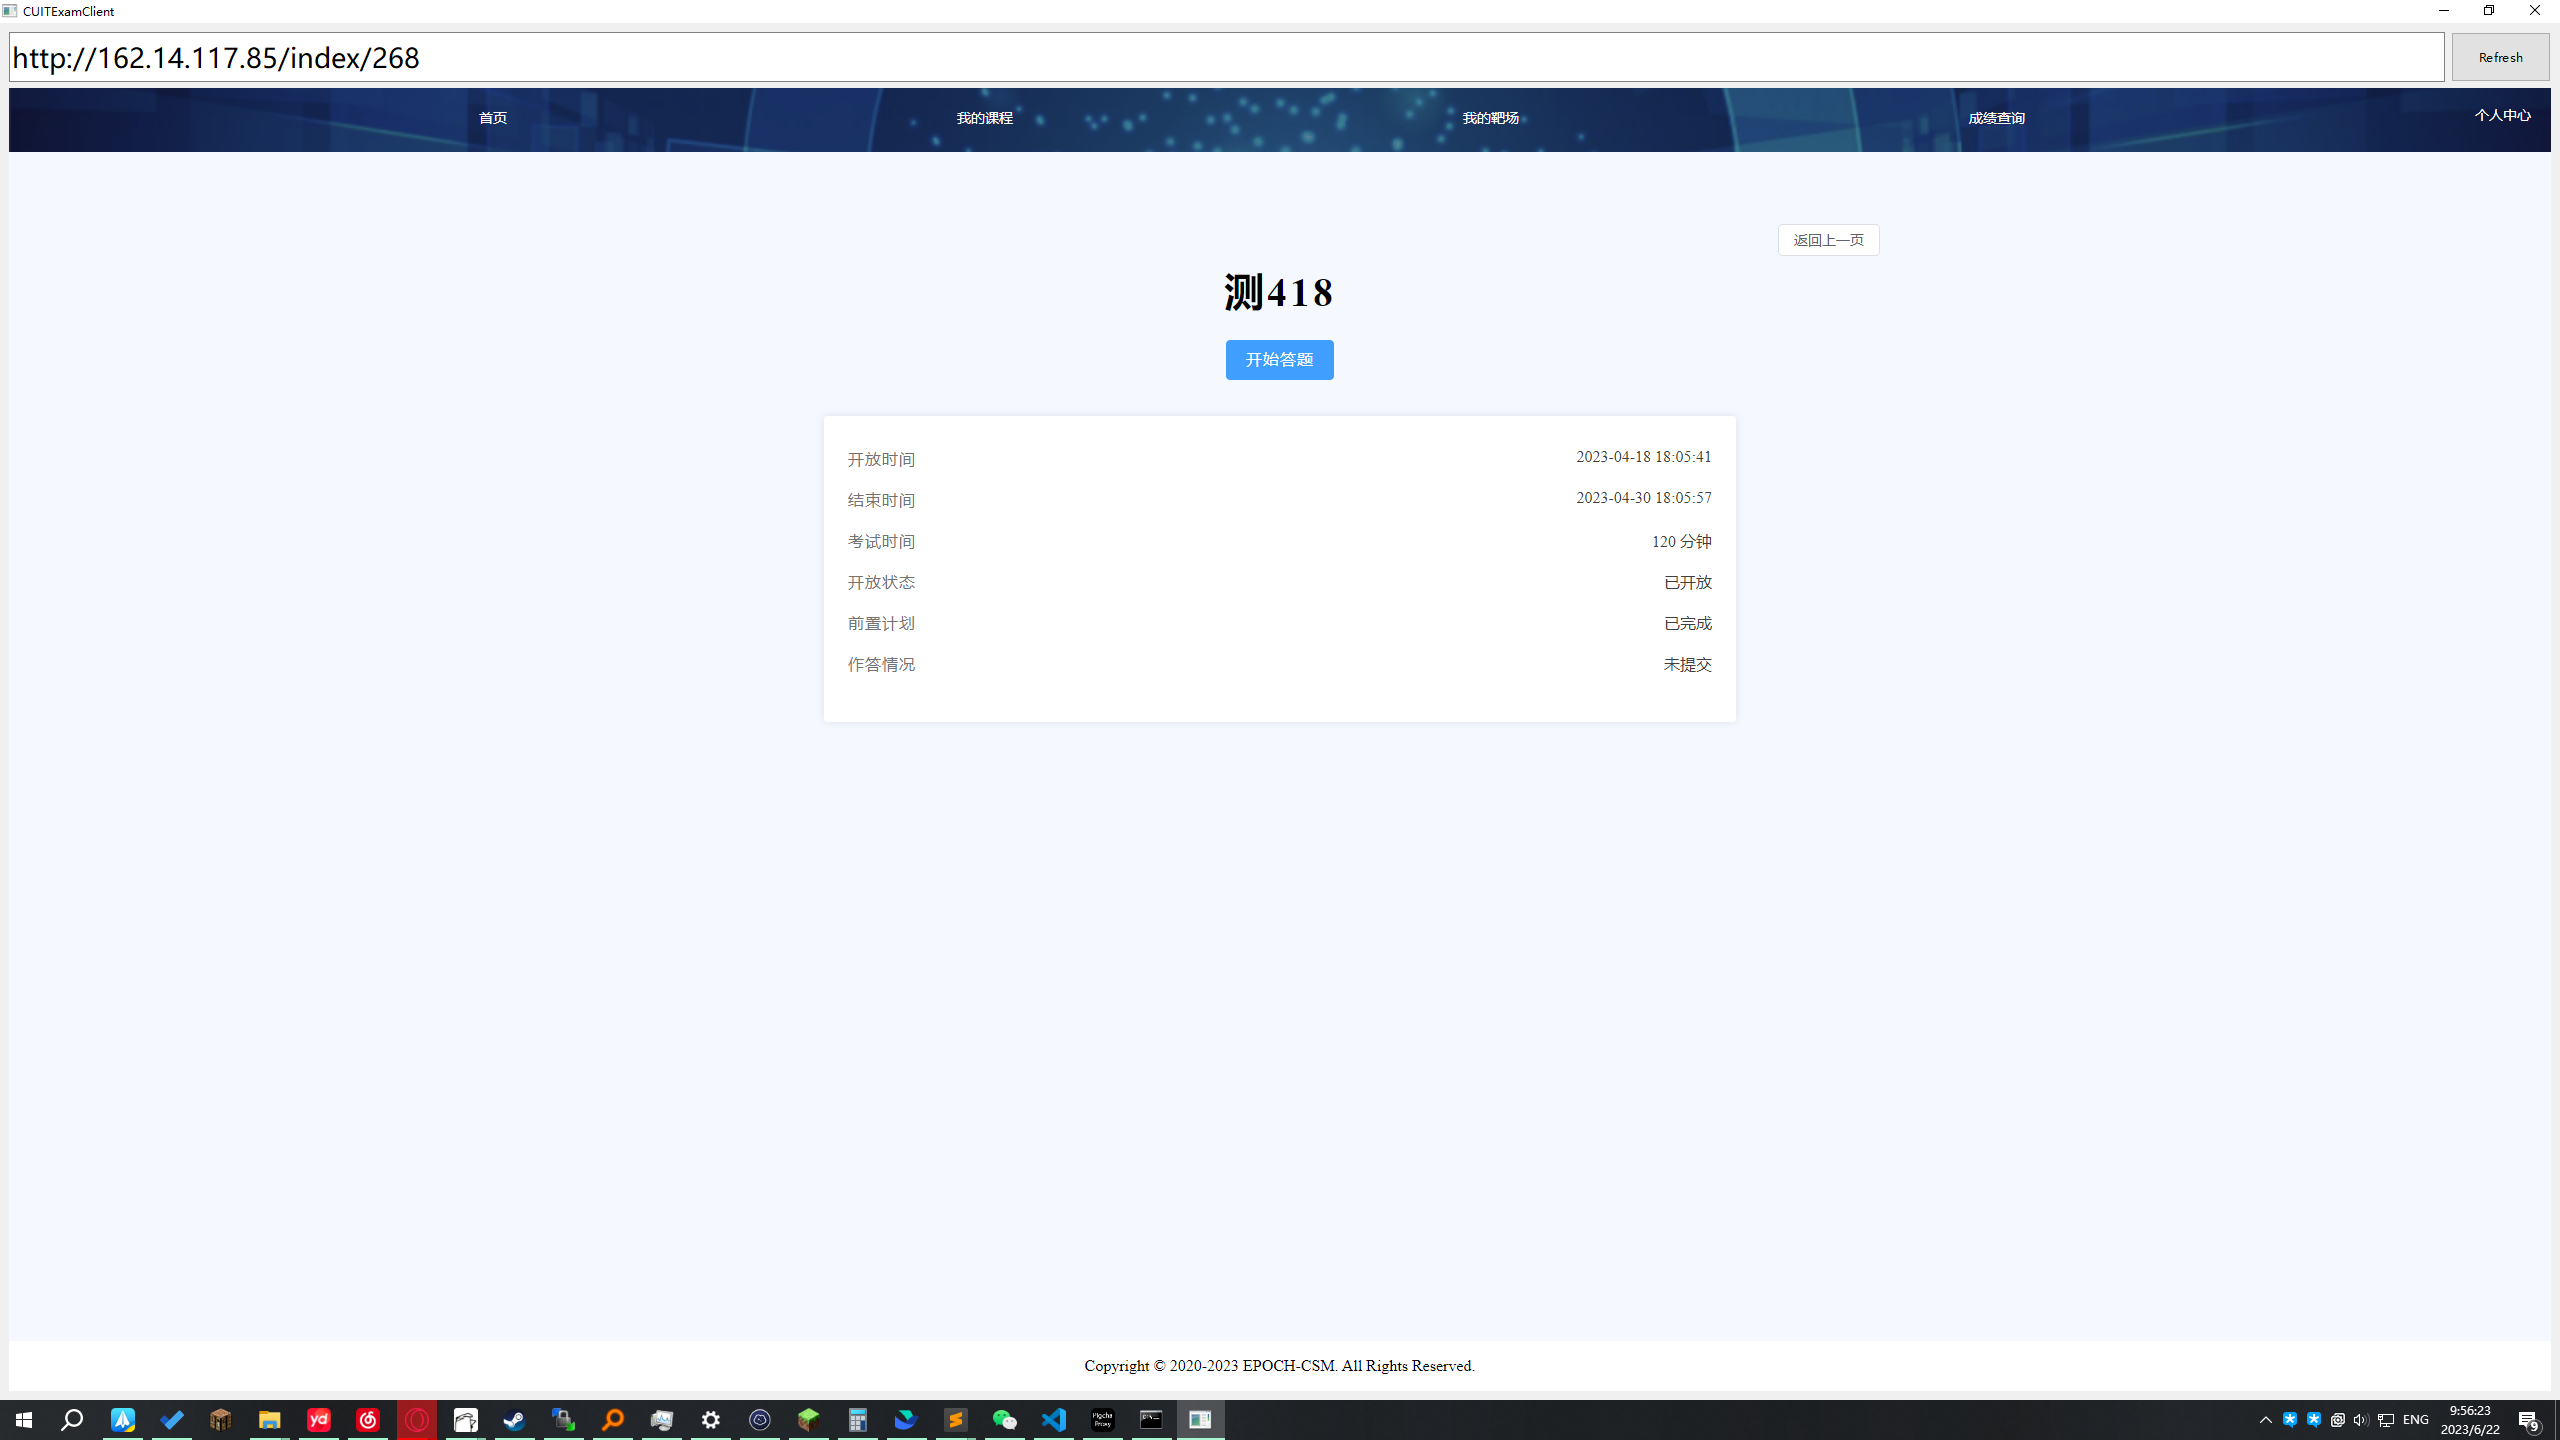 CUITExamClient
http://162.14.117.85/index/268
Refresh
首页
我的课程
我的靶场
成绩查询
个人中心
返回上一页
测418
开始答题
开放时间 2023-04-18 18:05:41
结束时间 2023-04-30 18:05:57
考试时间 120 分钟
开放状态 已开放
前置计划 已完成
作答情况 未提交
Copyright © 2020-2023 EPOCH-CSM. All Rights Reserved.
yd
Pigcha
Proxy
ENG
9:56:23
2023/6/22
9